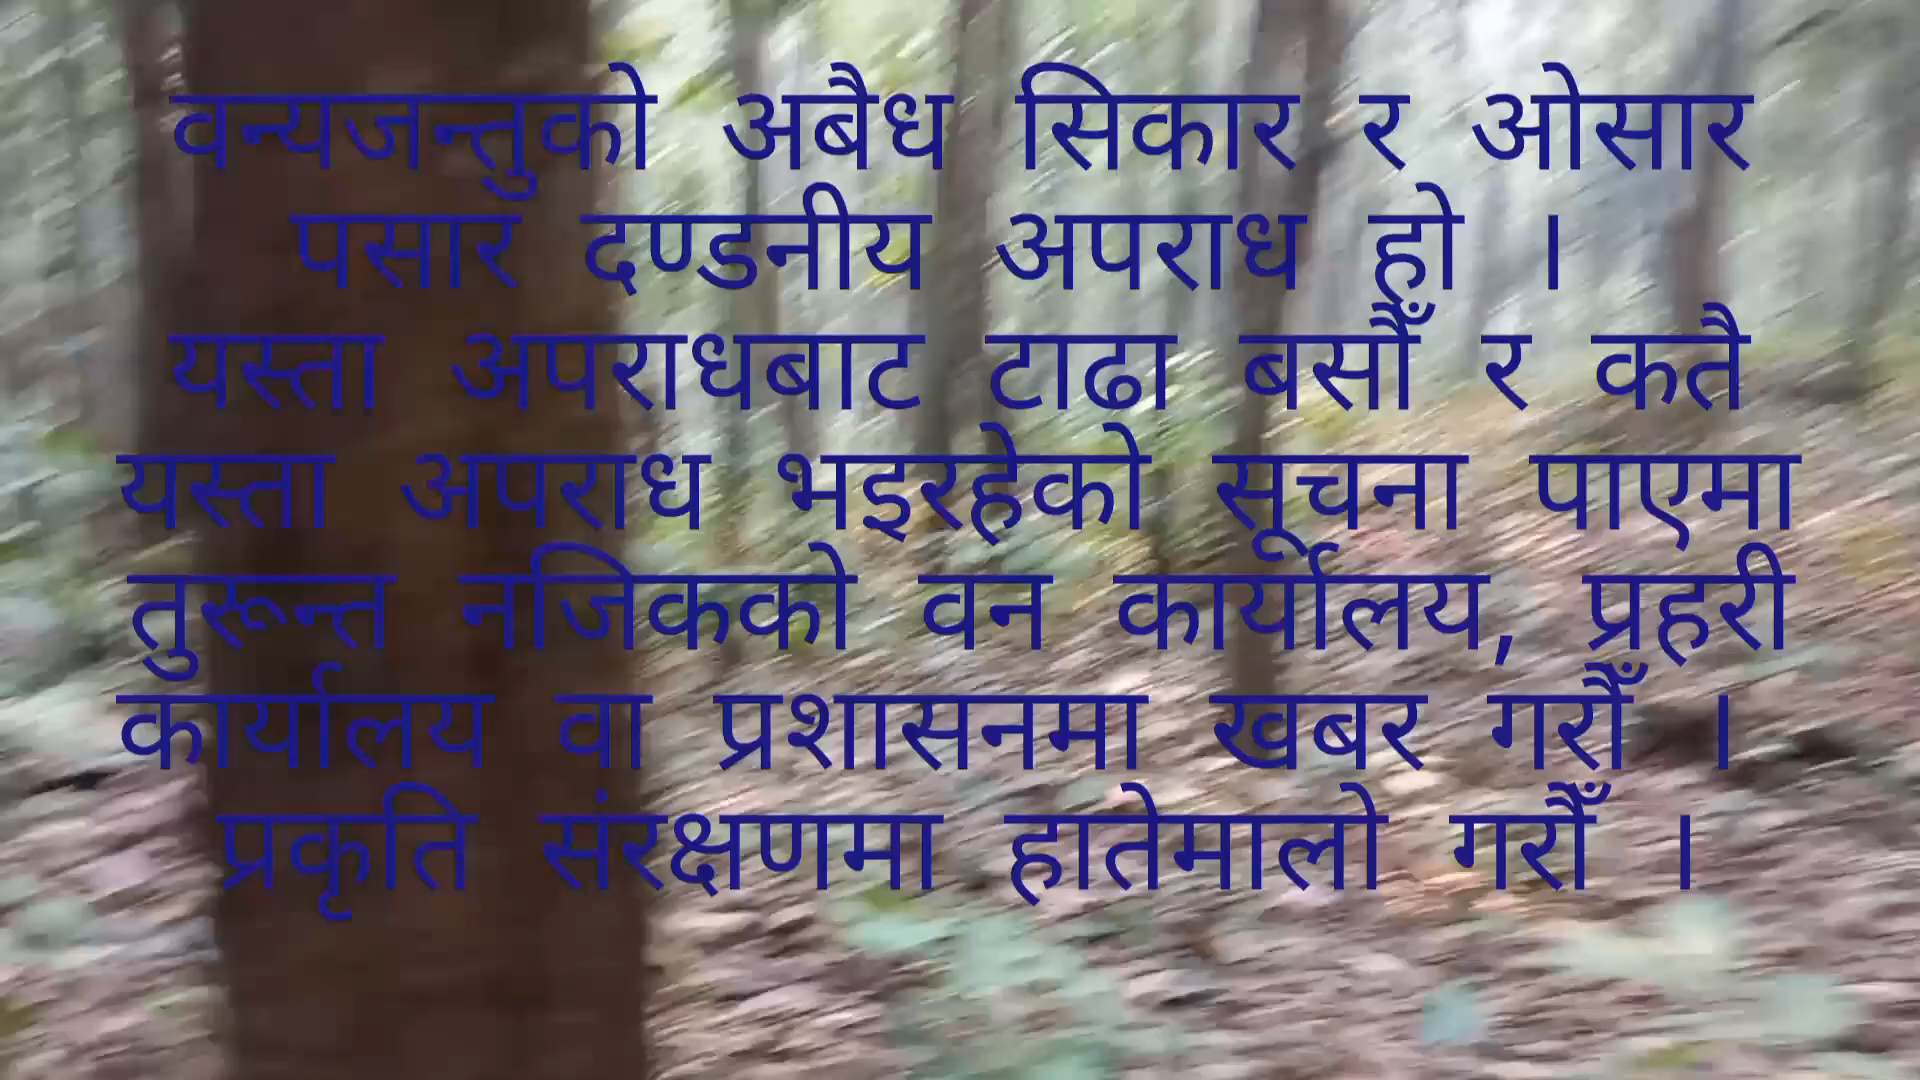 वन्यजन्तुको अबैध सिकार र ओसार
पसार दण्डनीय अपराध हो ।
यस्ता अपराधबाट टाढा बसौँ र कतै
यस्ता अपराध भइरहेको सूचना पाएमा
तुरून्त नजिकको वन कार्यालय, प्रहरी
कार्यालय वा प्रशासनमा खबर गरौँ ।
प्रकृति संरक्षणमा हातेमालो गरौँ ।